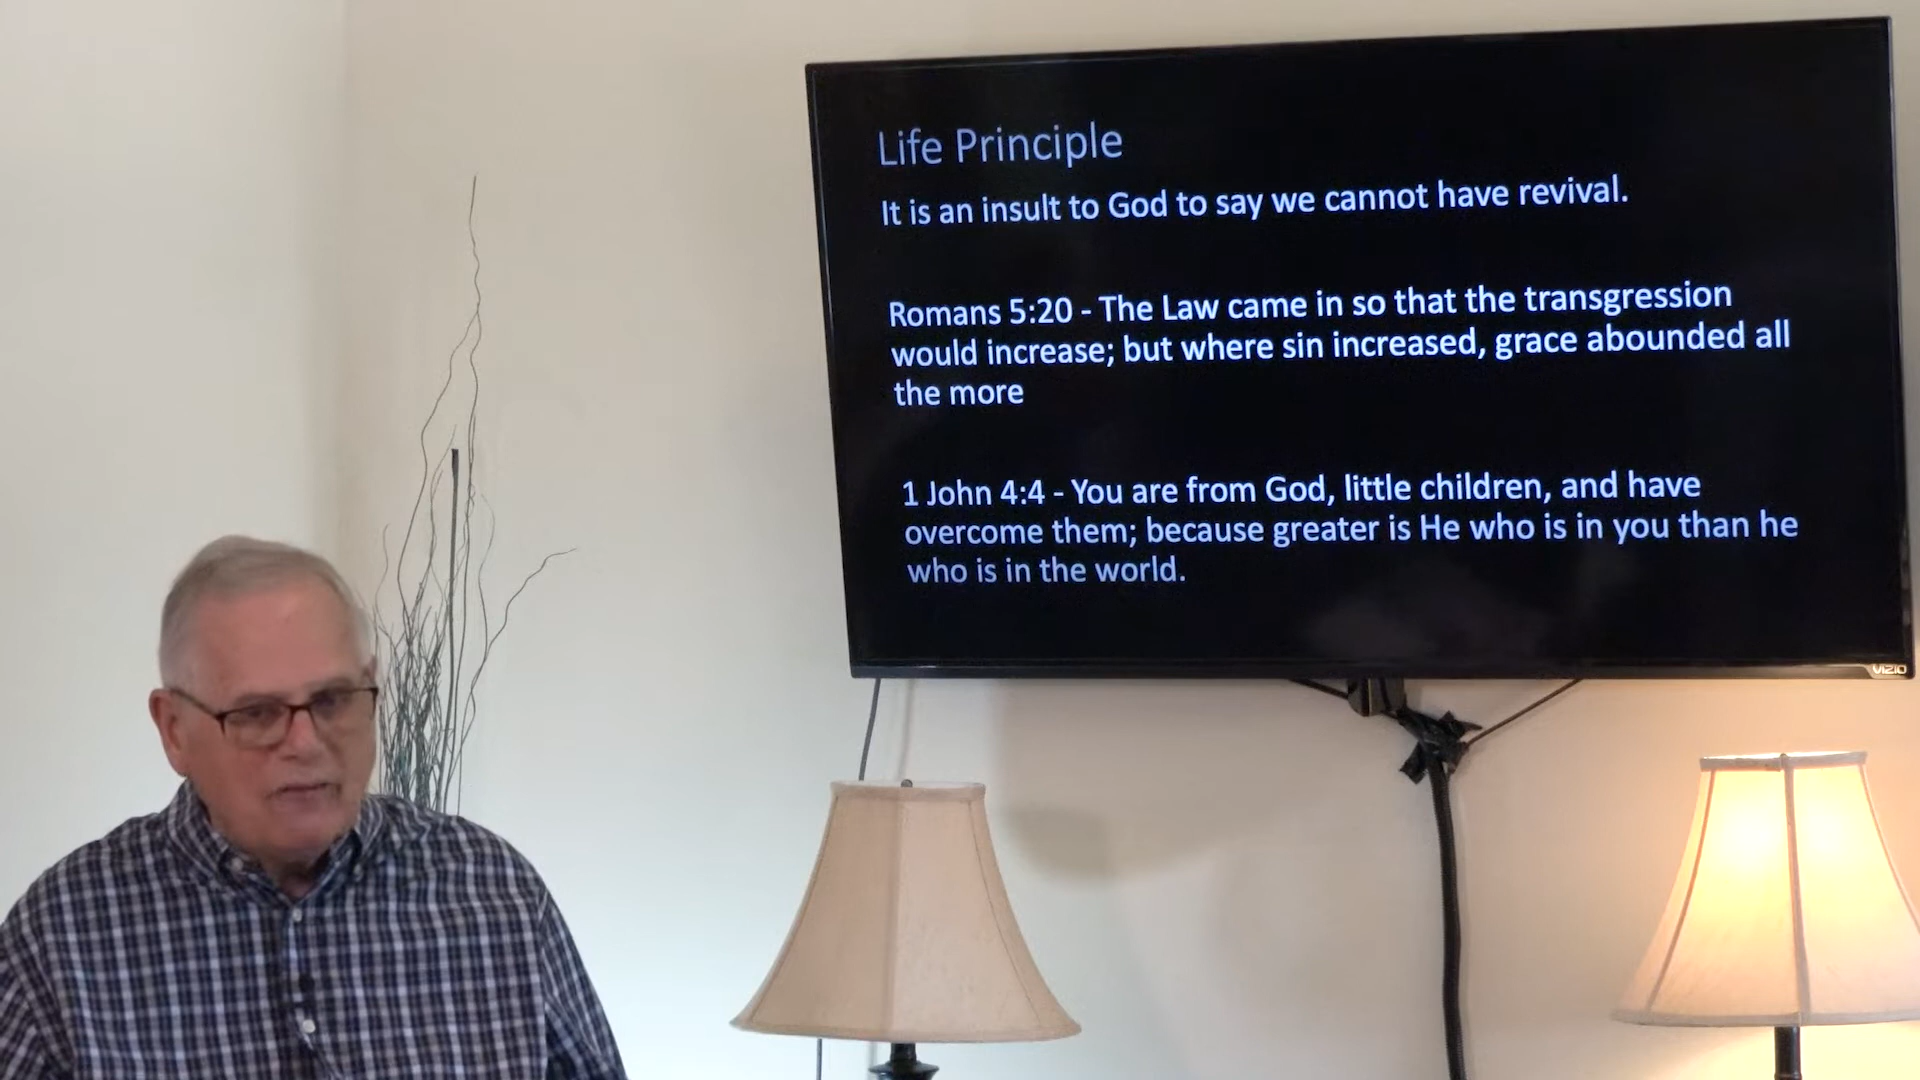 Life Principle
It is an insult to God to say we cannot have revival.
Romans 5:20 - The Law came in so that the transgression
would increase; but where sin increased, grace abounded all
the more
1 John 4:4 - You are from God, little children, and have
overcome them; because greater is He who is in you than he
who is in the world.
VIZIO